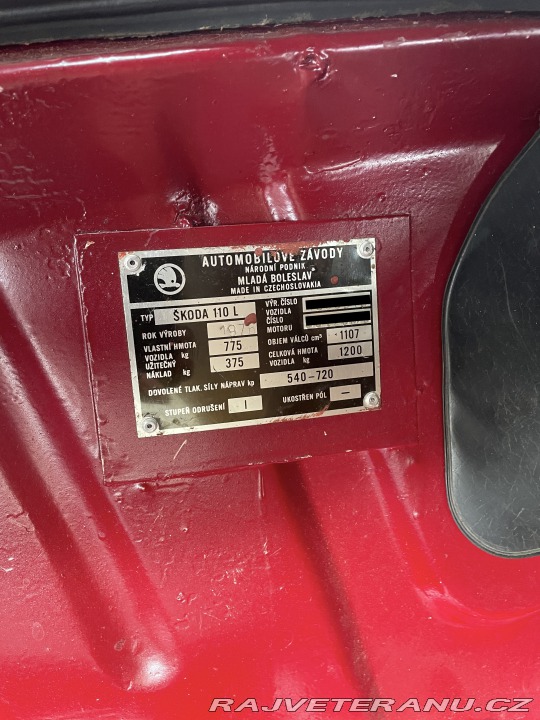 AUTOMOBILOVÉ ZÁVODY
NÁRODNÍ PODNIK
MLADÁ BOLESLAV
MADE IN CZECHOSLOVAKIA
TYP ŠKODA 110 L
VÝR. ČÍSLO
VOZIDLA
ČÍSLO
MOTORU
ROK VÝROBY
VLASTNÍ HMOTA
VOZIDLA kg 775
OBJEM VÁLCŮ cm³ 1107
UŽITEČNÝ
NÁKLAD kg 375
CELKOVÁ HMOTA
VOZIDLA kg 1200
DOVOLENÉ TLAK. SÍLY NÁPRAV kp 540-720
STUPEŇ ODRUŠENÍ I
UKOSTŘEN PÓL —
RAJVETERANU.CZ